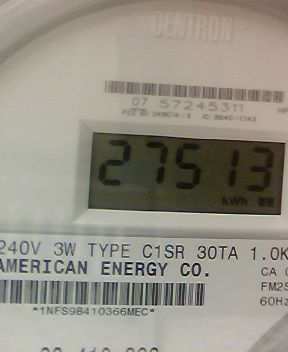 CENTRON®
07 57245311
27513
kWh
240V 3W TYPE C1SR 30TA 1.0K
AMERICAN ENERGY CO.
CA
FM2S
60Hz
*1NFS98410366MEC*